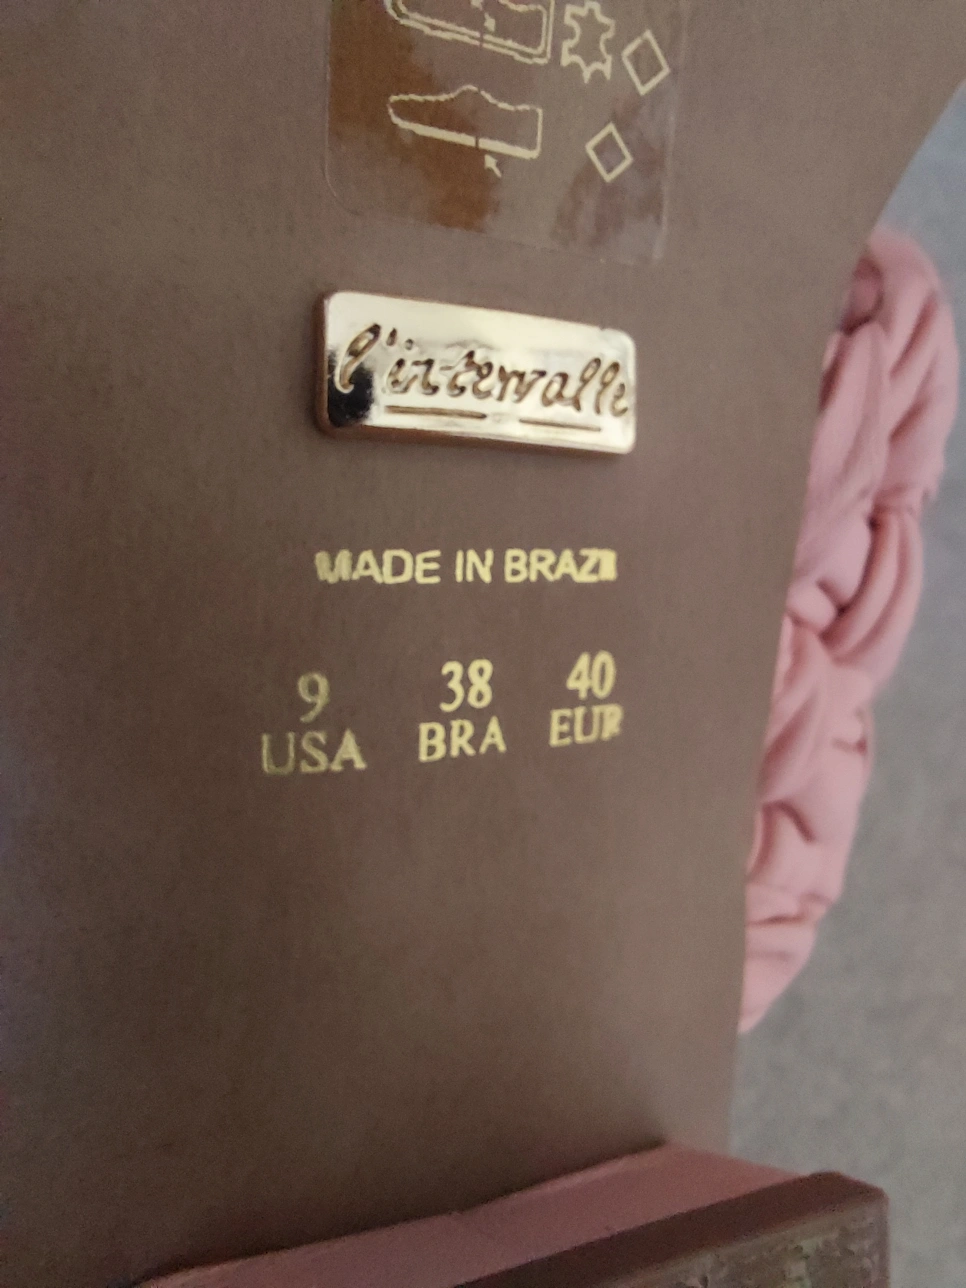 l'intervalle
MADE IN BRAZIL
9 38 40
USA BRA EUR